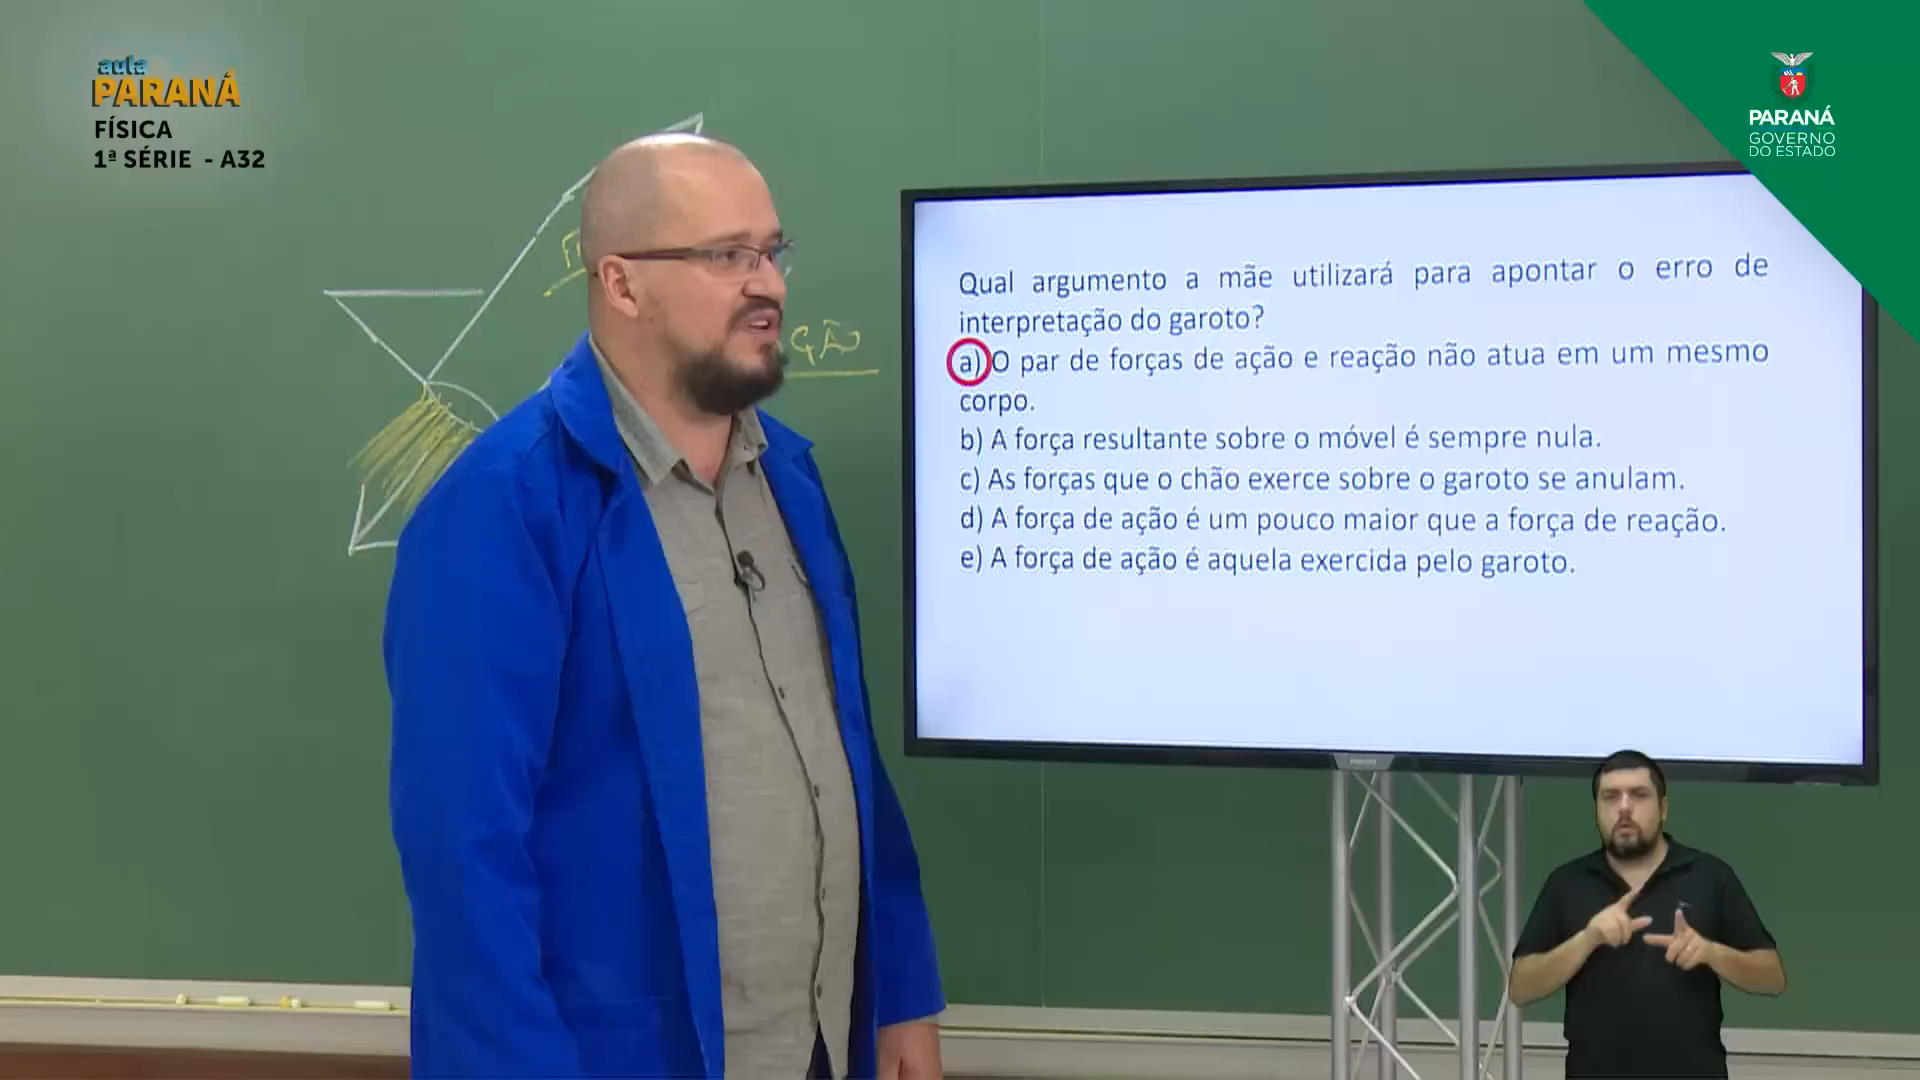 aula
PARANÁ
FÍSICA
1ª SÉRIE - A32
PARANÁ
GOVERNO
DO ESTADO
Qual argumento a mãe utilizará para apontar o erro de
interpretação do garoto?
a) O par de forças de ação e reação não atua em um mesmo
corpo.
b) A força resultante sobre o móvel é sempre nula.
c) As forças que o chão exerce sobre o garoto se anulam.
d) A força de ação é um pouco maior que a força de reação.
e) A força de ação é aquela exercida pelo garoto.